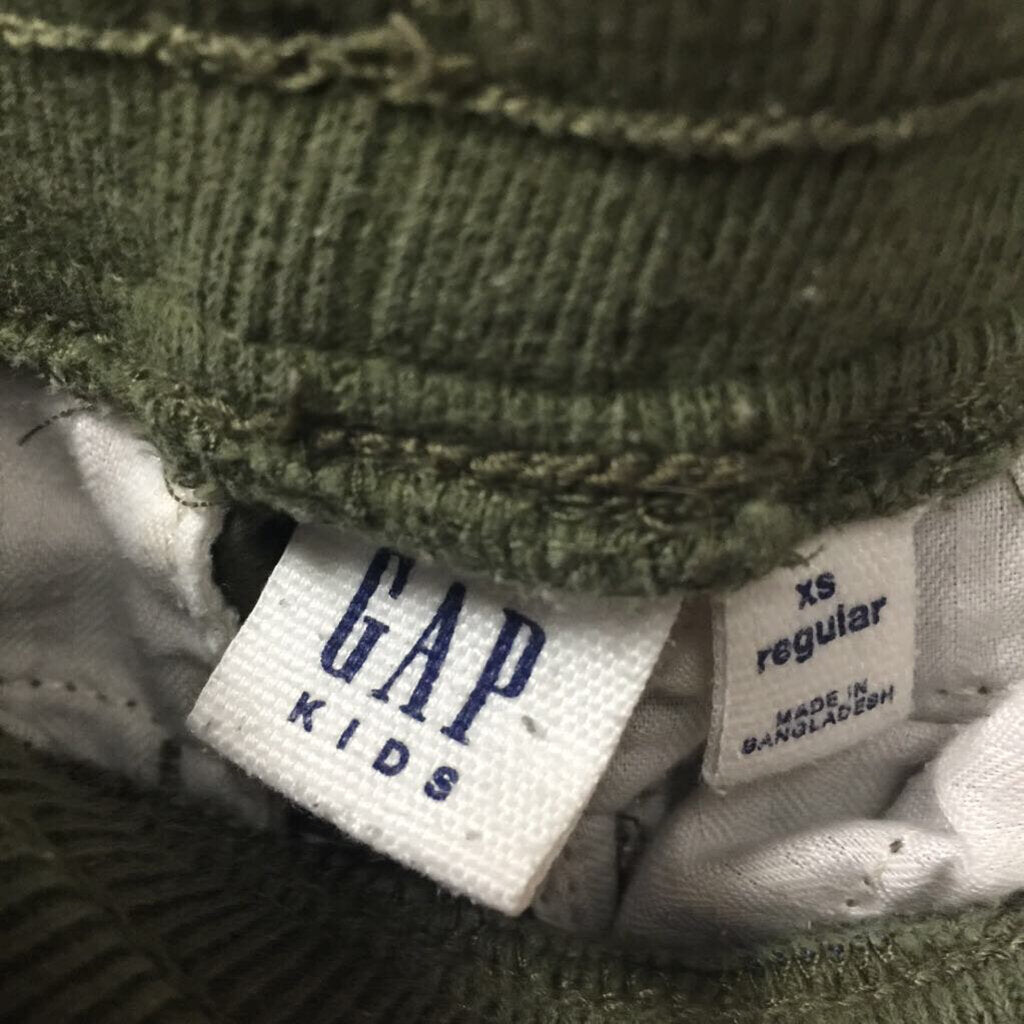 GAP
KIDS
XS
regular
MADE IN
BANGLADESH